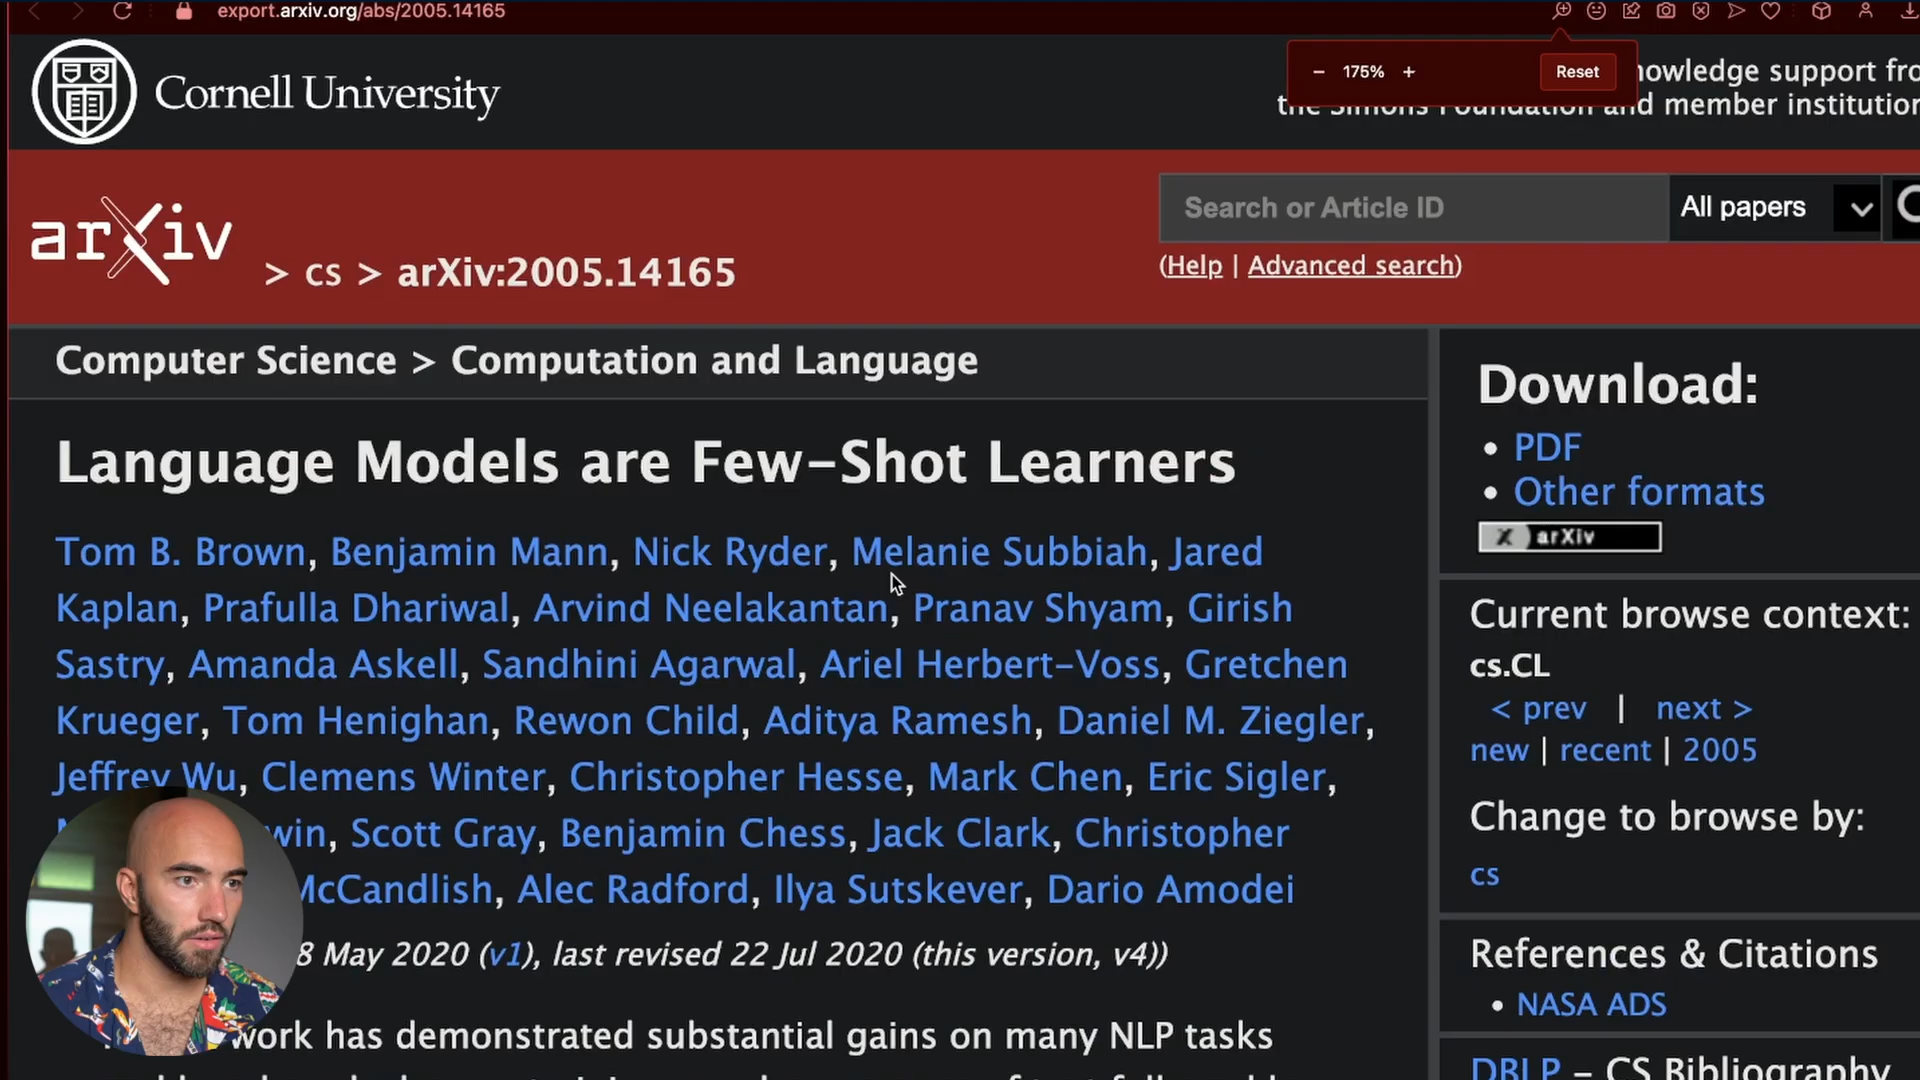 export.arxiv.org/abs/2005.14165
175%
Reset
Cornell University
knowledge support fro
the Simons Foundation and member institution
arXiv
> cs > arXiv:2005.14165
Search or Article ID
All papers
(Help | Advanced search)
Computer Science > Computation and Language
Language Models are Few-Shot Learners
Tom B. Brown, Benjamin Mann, Nick Ryder, Melanie Subbiah, Jared
Kaplan, Prafulla Dhariwal, Arvind Neelakantan, Pranav Shyam, Girish
Sastry, Amanda Askell, Sandhini Agarwal, Ariel Herbert-Voss, Gretchen
Krueger, Tom Henighan, Rewon Child, Aditya Ramesh, Daniel M. Ziegler,
Jeffrey Wu, Clemens Winter, Christopher Hesse, Mark Chen, Eric Sigler,
win, Scott Gray, Benjamin Chess, Jack Clark, Christopher
McCandlish, Alec Radford, Ilya Sutskever, Dario Amodei
8 May 2020 (v1), last revised 22 Jul 2020 (this version, v4))
work has demonstrated substantial gains on many NLP tasks
Download:
• PDF
• Other formats
X arXiv
Current browse context:
cs.CL
< prev | next >
new | recent | 2005
Change to browse by:
cs
References & Citations
• NASA ADS
DBLP – CS Bibliography